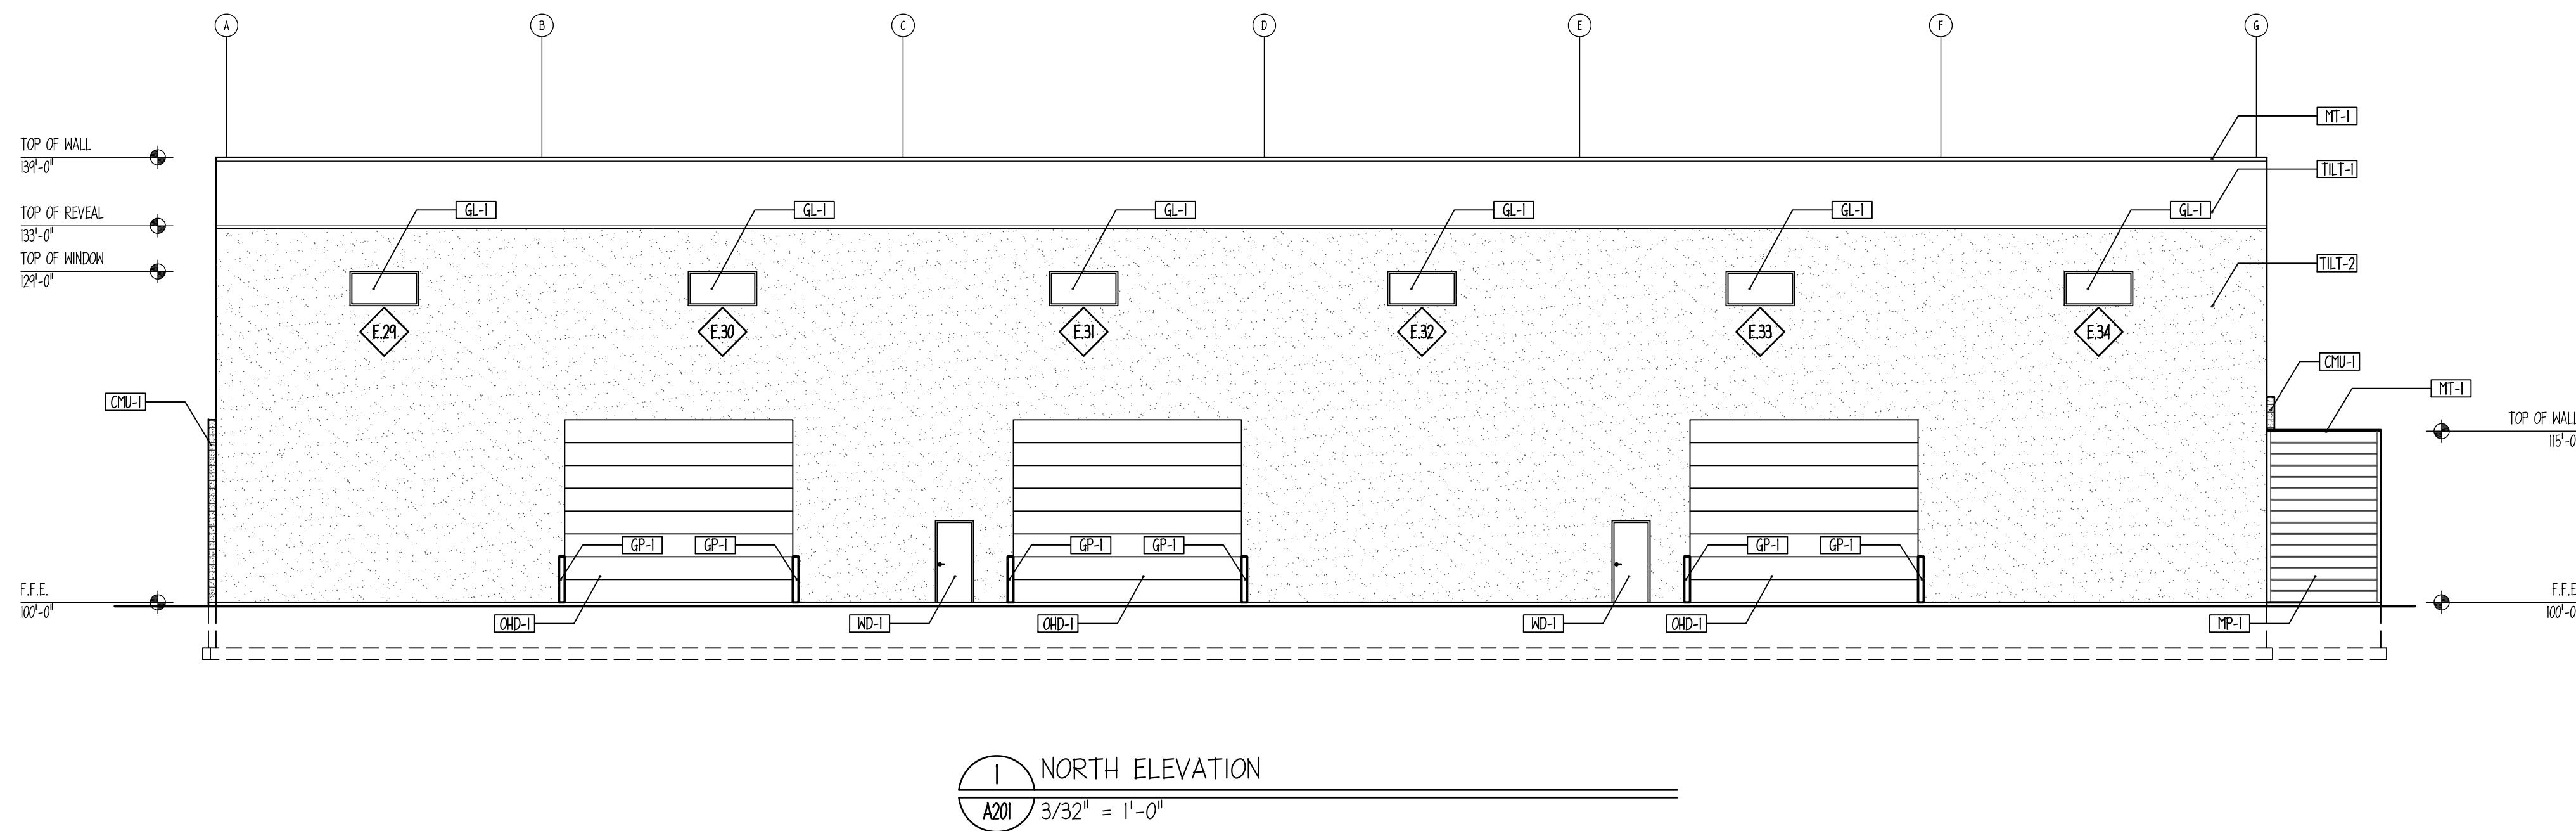 A B C D E F G
MT-1
TOP OF WALL
139'-0"
TILT-1
TOP OF REVEAL
133'-0"
GL-1 GL-1 GL-1 GL-1 GL-1 GL-1
TOP OF WINDOW
129'-0"
TILT-2
E.29 E.30 E.31 E.32 E.33 E.34
CMU-1
MT-1
CMU-1
TOP OF WALL
115'-0
GP-1 GP-1 GP-1 GP-1 GP-1 GP-1
F.F.E.
100'-0"
F.F.E
100'-0
OHD-1 WD-1 OHD-1 WD-1 OHD-1 MP-1
1 NORTH ELEVATION
A201 3/32" = 1'-0"